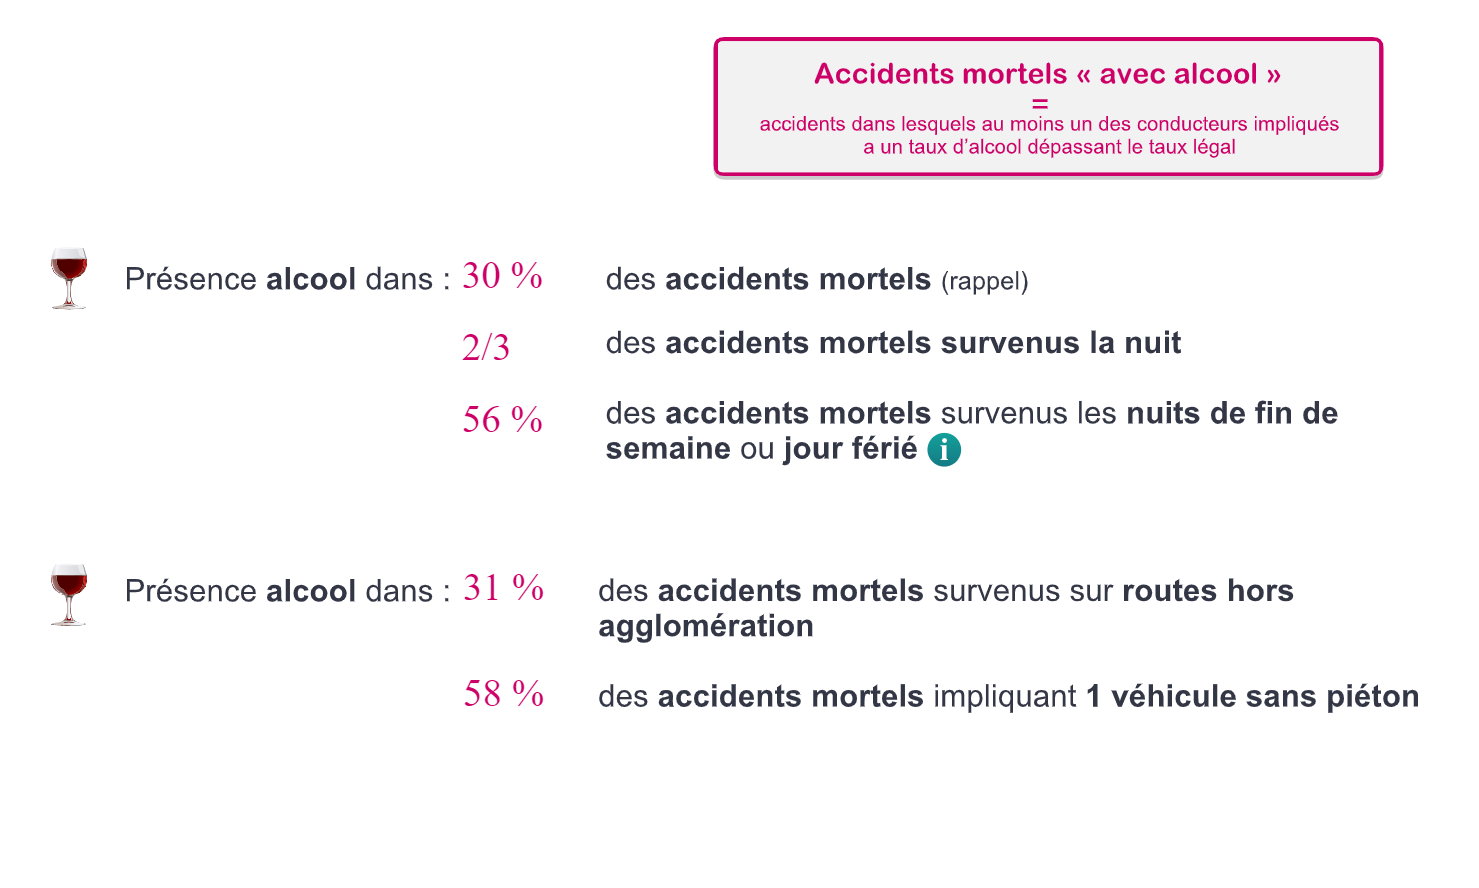 Accidents mortels « avec alcool »
=
accidents dans lesquels au moins un des conducteurs impliqués
a un taux d’alcool dépassant le taux légal
Présence alcool dans : 30 % des accidents mortels (rappel)
2/3 des accidents mortels survenus la nuit
56 % des accidents mortels survenus les nuits de fin de
semaine ou jour férié i
Présence alcool dans : 31 % des accidents mortels survenus sur routes hors
agglomération
58 % des accidents mortels impliquant 1 véhicule sans piéton